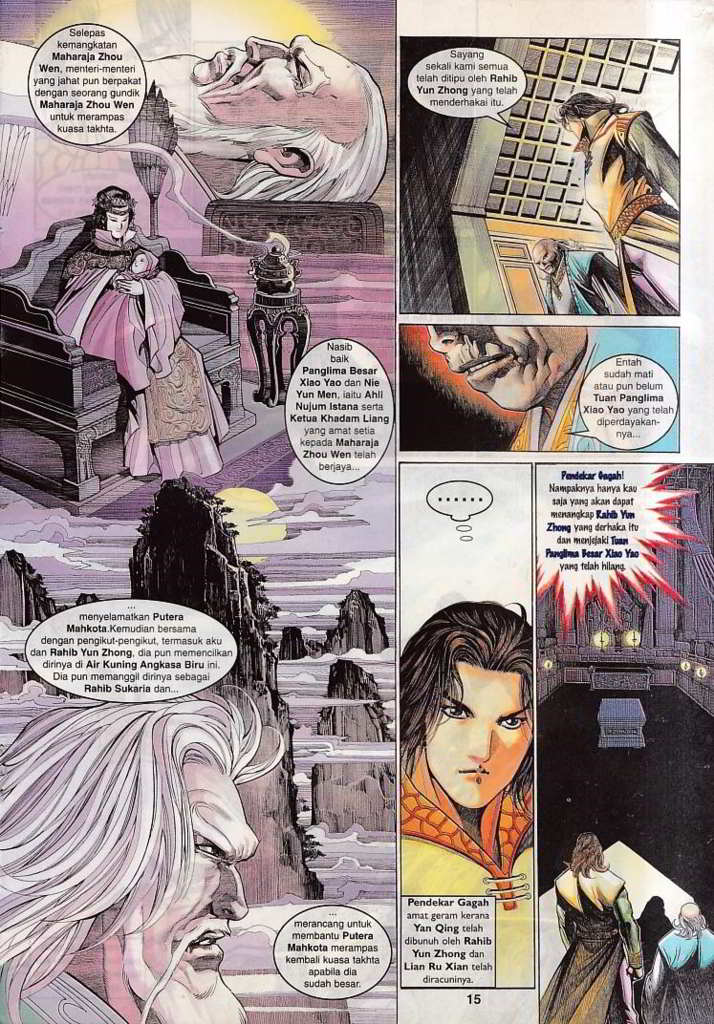 Selepas
kemangkatan
Maharaja Zhou
Wen, menteri-menteri
yang jahat pun berpakat
dengan seorang gundik
Maharaja Zhou Wen
untuk merampas
kuasa takhta.
Nasib
baik
Panglima Besar
Xiao Yao dan Nie
Yun Men, iaitu Ahli
Nujum Istana serta
Ketua Khadam Liang
yang amat setia
kepada Maharaja
Zhou Wen telah
berjaya...
...
menyelamatkan Putera
Mahkota.Kemudian bersama
dengan pengikut-pengikut, termasuk aku
dan Rahib Yun Zhong, dia pun memencilkan
dirinya di Air Kuning Angkasa Biru ini.
Dia pun memanggil dirinya sebagai
Rahib Sukaria dan...
...
merancang untuk
membantu Putera
Mahkota merampas
kembali kuasa takhta
apabila dia
sudah besar.
Sayang
sekali kami semua
telah ditipu oleh Rahib
Yun Zhong yang telah
menderhakai itu.
Entah
sudah mati
atau pun belum
Tuan Panglima
Xiao Yao yang telah
diperdayakan-
nya...
......
Pendekar Gagah
amat geram kerana
Yan Qing telah
dibunuh oleh Rahib
Yun Zhong dan
Lian Ru Xian telah
diracuninya.
Pendekar Gagah!
Nampaknya hanya kau
saja yang akan dapat
menangkap Rahib Yun
Zhong yang derhaka itu
dan menjejaki Tuan
Panglima Besar Xiao Yao
yang telah hilang.
15